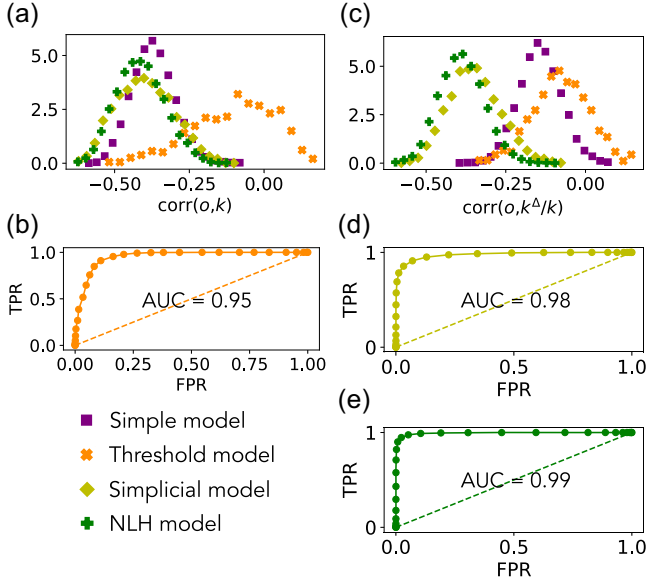 (a)
5.0
2.5
0.0
−0.50
−0.25
0.00
corr(o,k)
(c)
5.0
2.5
0.0
−0.50
−0.25
0.00
corr(o,k^Δ/k)
(b)
1.0
0.5
0.0
TPR
AUC = 0.95
0.00
0.25
0.50
0.75
1.00
FPR
(d)
1
0
TPR
AUC = 0.98
0.0
0.5
1.0
FPR
Simple model
Threshold model
Simplicial model
NLH model
(e)
1
0
TPR
AUC = 0.99
0.0
0.5
1.0
FPR